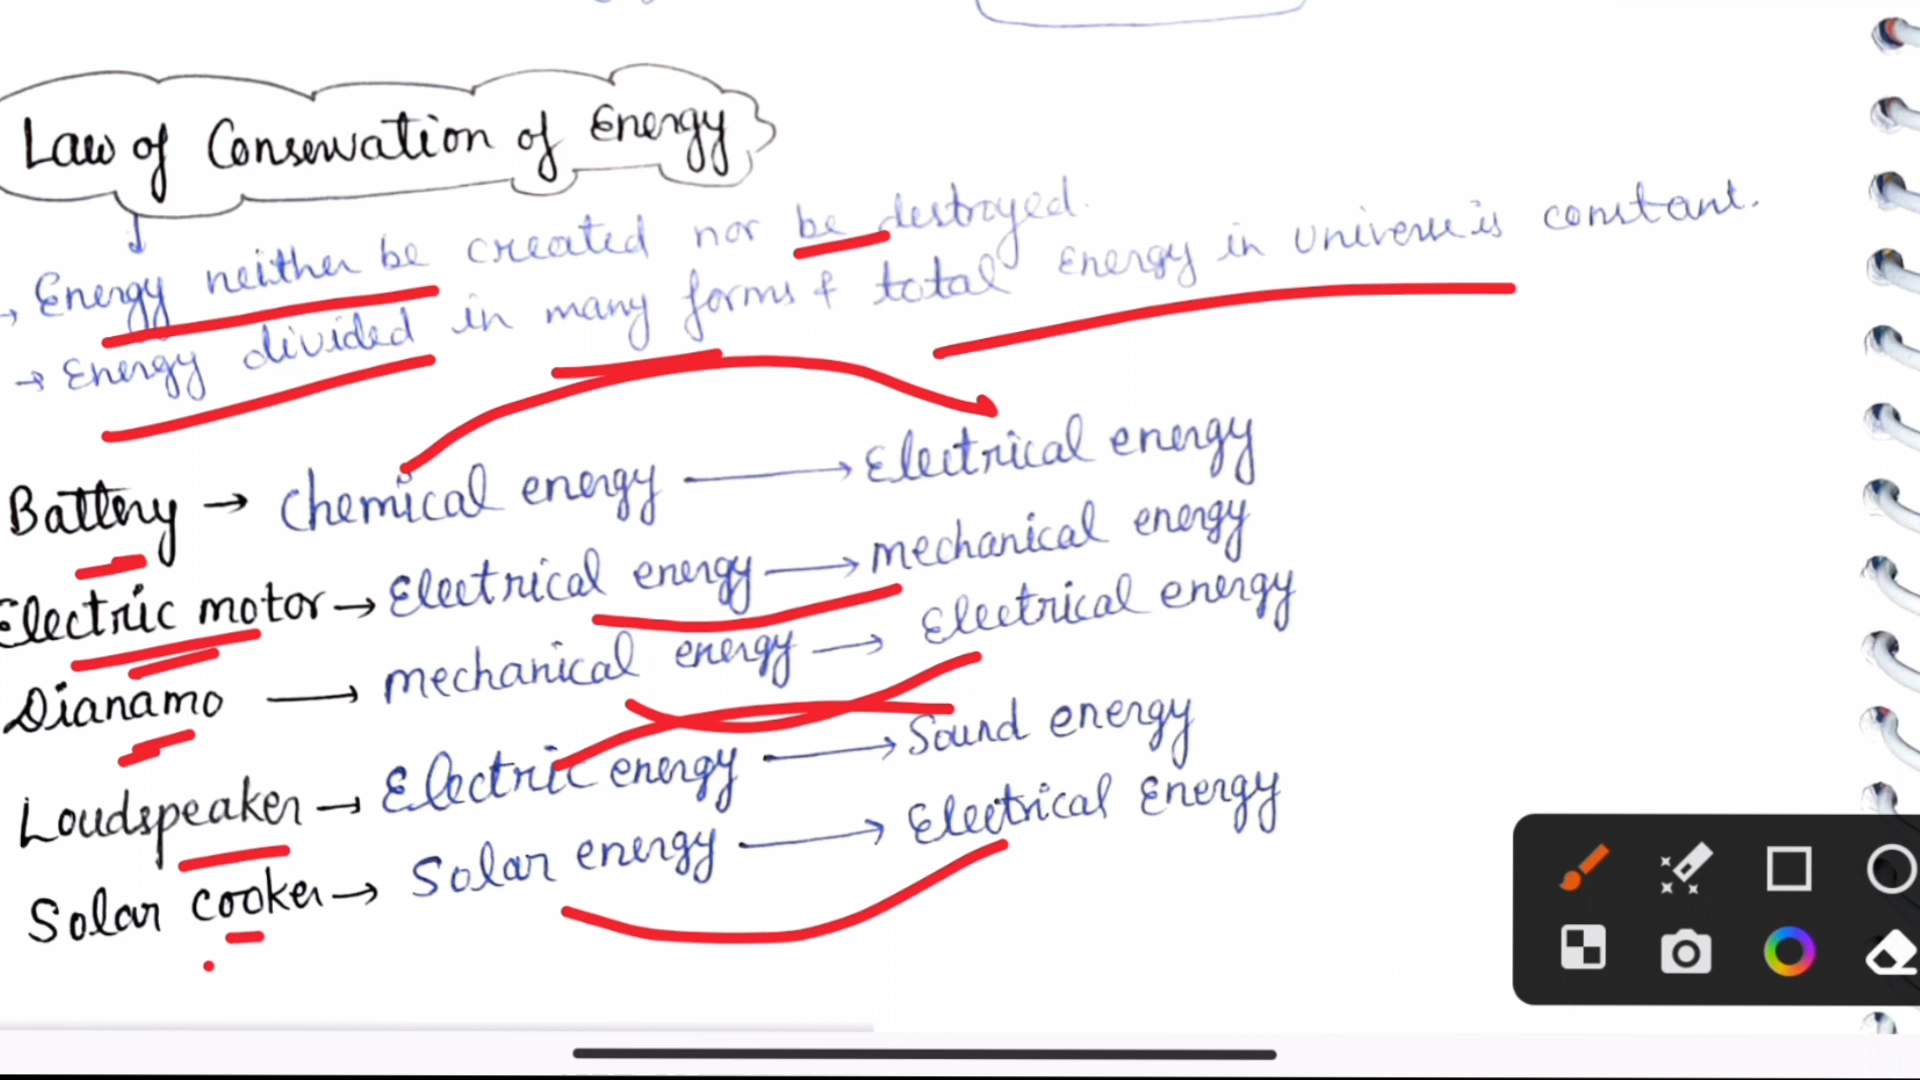 Law of Conservation of Energy
→ Energy neither be created nor be destroyed.
→ Energy divided in many forms & total energy in universe is constant.
Battery → Chemical energy → Electrical energy
Electric motor → Electrical energy → mechanical energy
Dianamo → mechanical energy → Electrical energy
Loudspeaker → Electric energy → Sound energy
Solar cooker → Solar energy → Electrical Energy